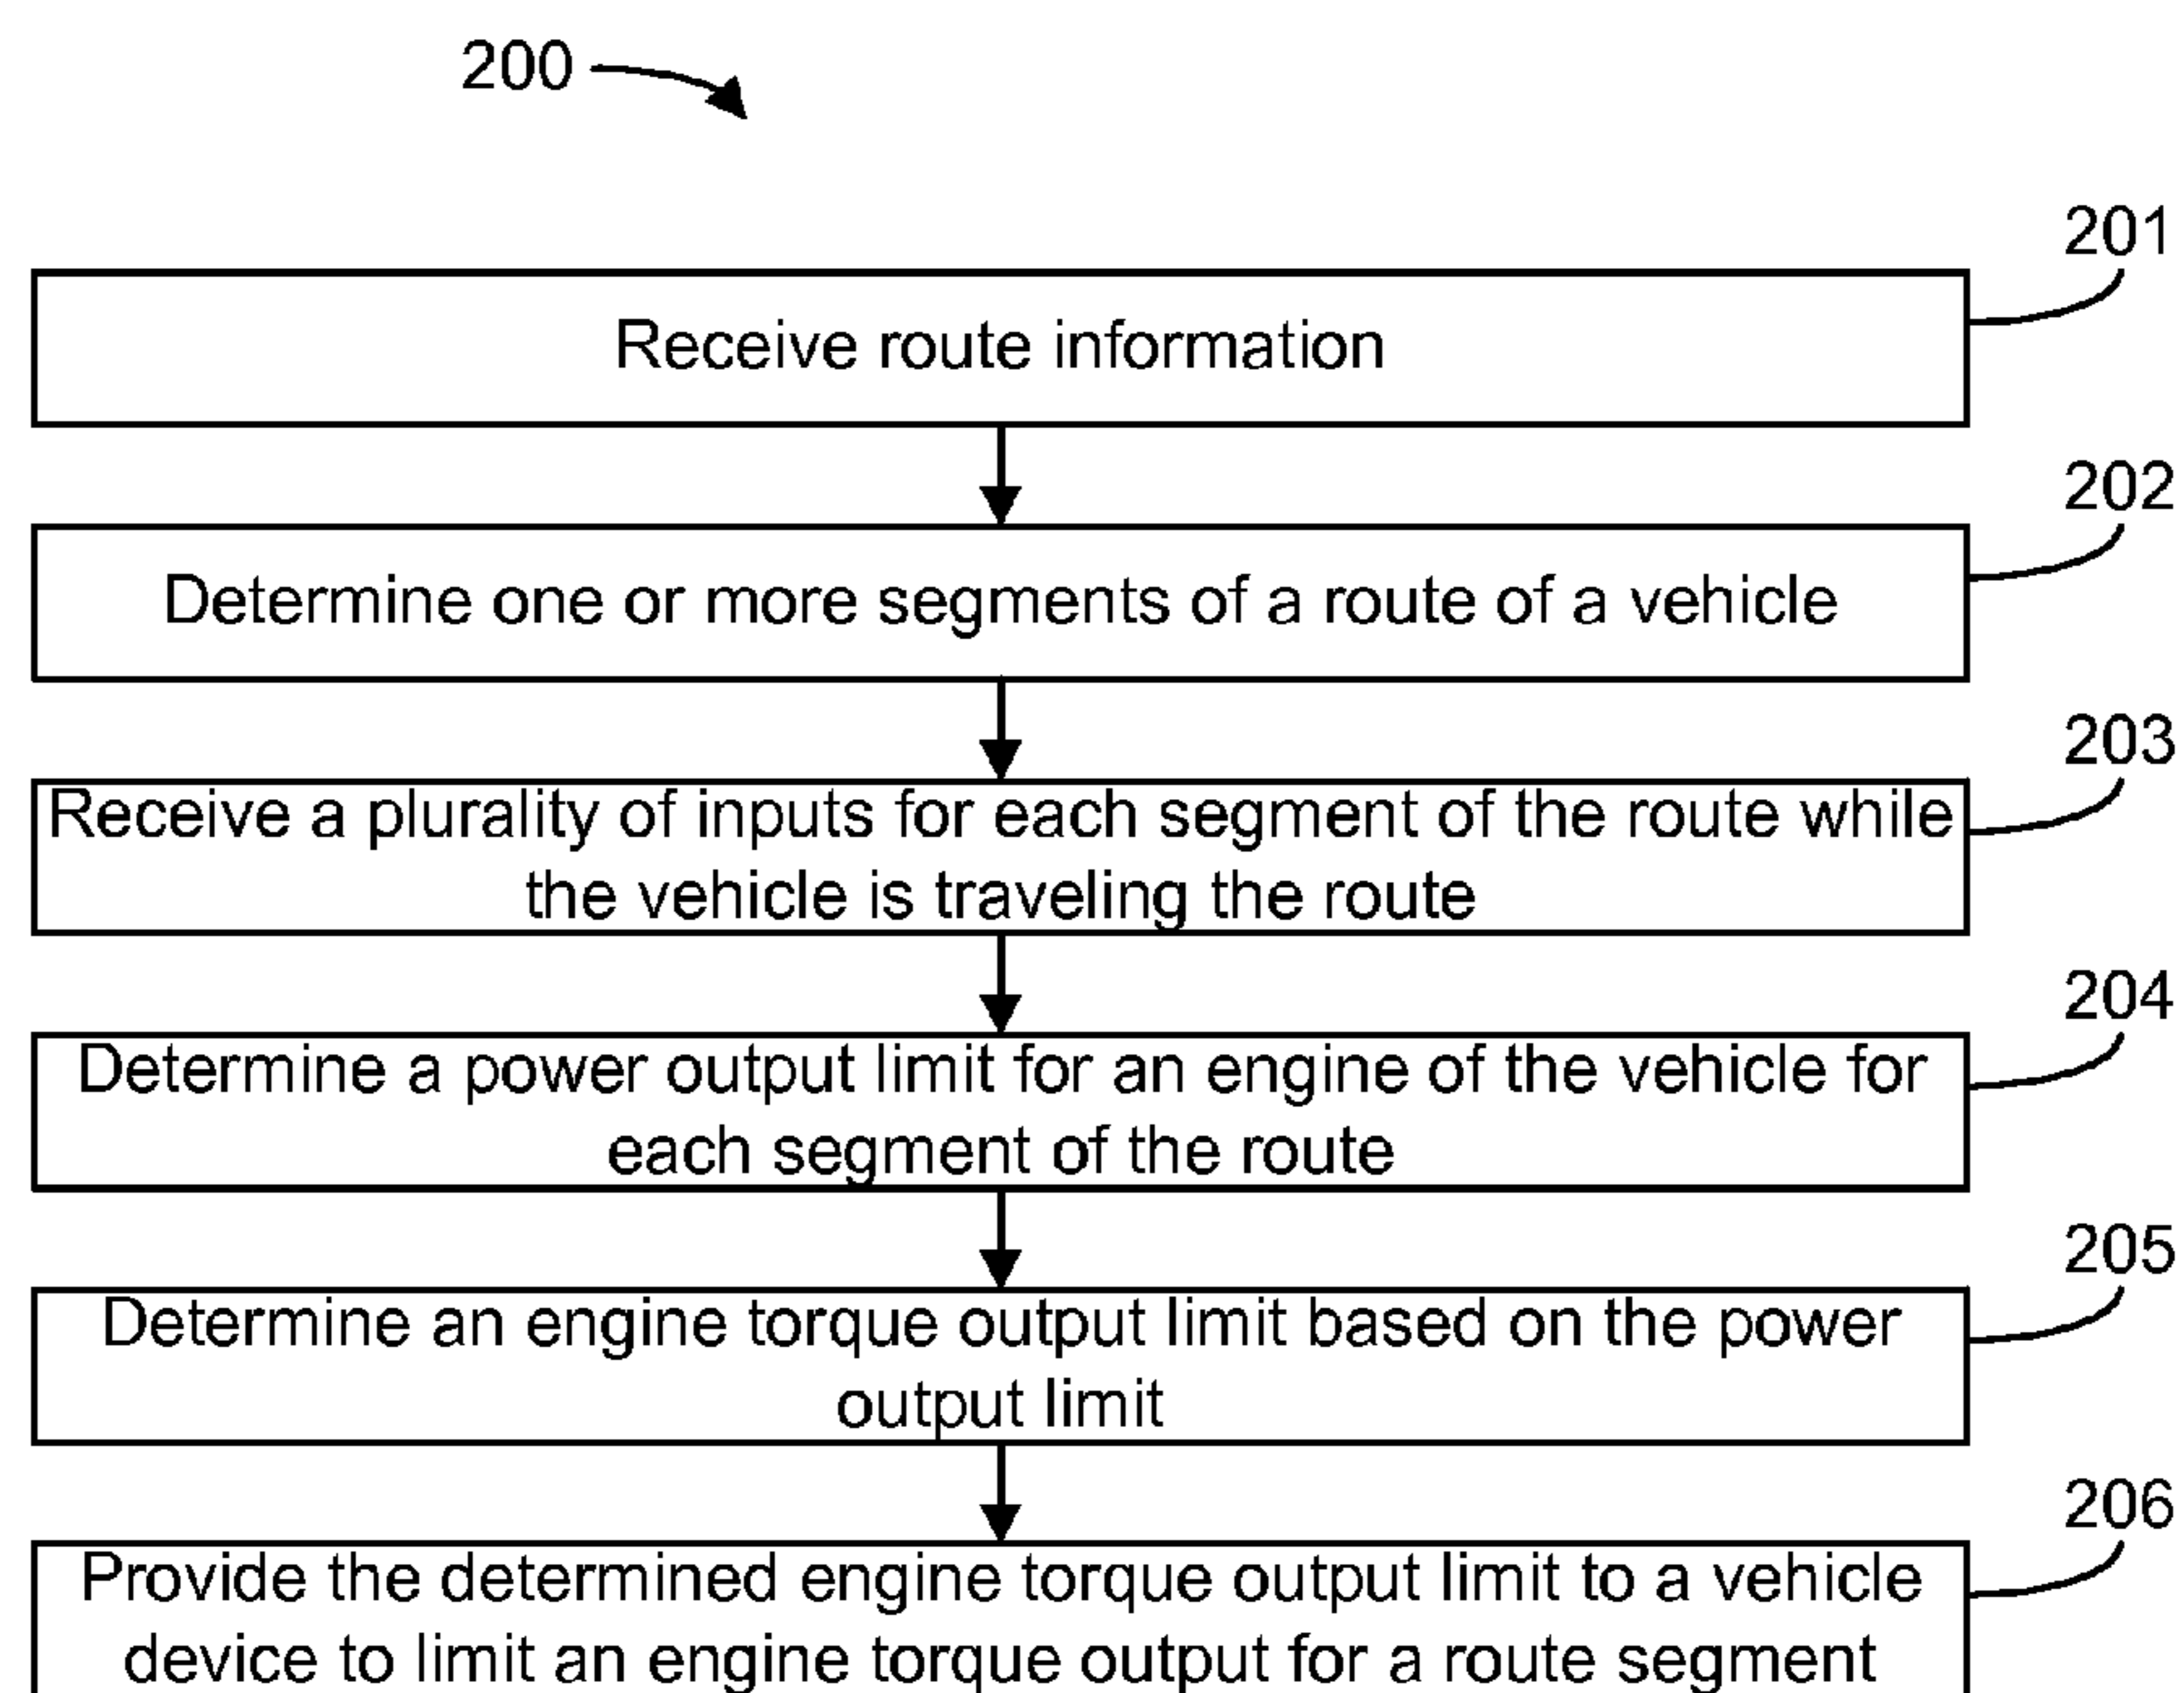 200
201
Receive route information
202
Determine one or more segments of a route of a vehicle
203
Receive a plurality of inputs for each segment of the route while
the vehicle is traveling the route
204
Determine a power output limit for an engine of the vehicle for
each segment of the route
205
Determine an engine torque output limit based on the power
output limit
206
Provide the determined engine torque output limit to a vehicle
device to limit an engine torque output for a route segment